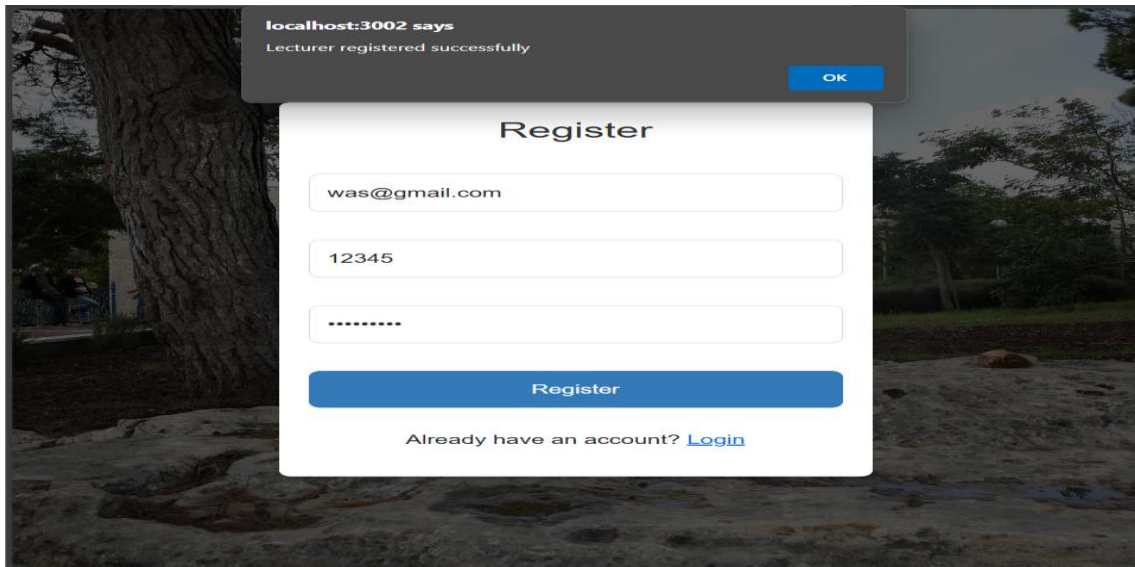 localhost:3002 says
Lecturer registered successfully
OK
Register
was@gmail.com
12345
•••••••••
Register
Already have an account? Login